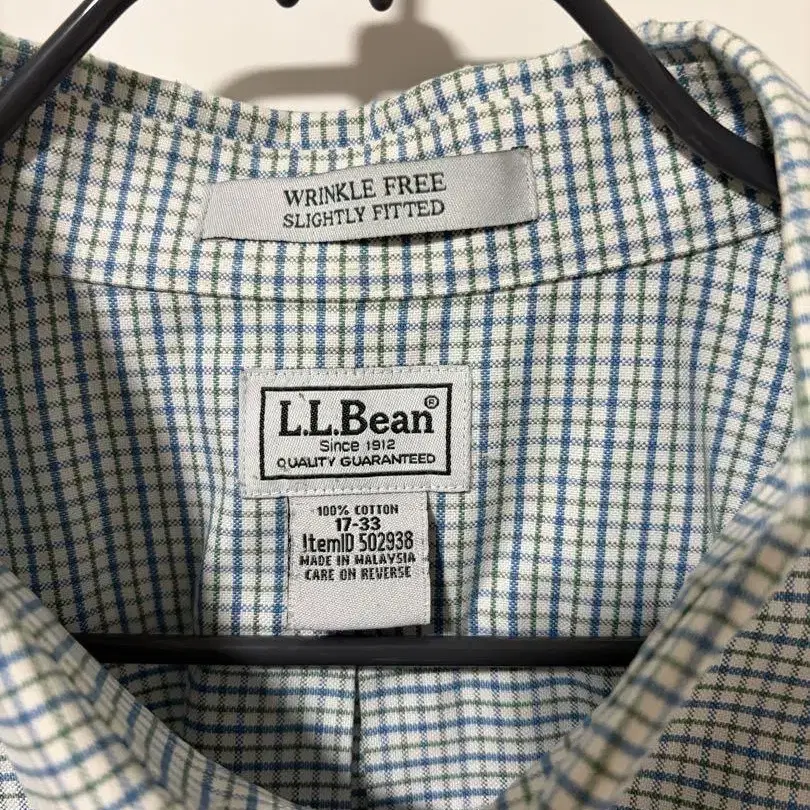 WRINKLE FREE
SLIGHTLY FITTED
L.L.Bean®
Since 1912
QUALITY GUARANTEED
100% COTTON
17-33
ItemID 502938
MADE IN MALAYSIA
CARE ON REVERSE